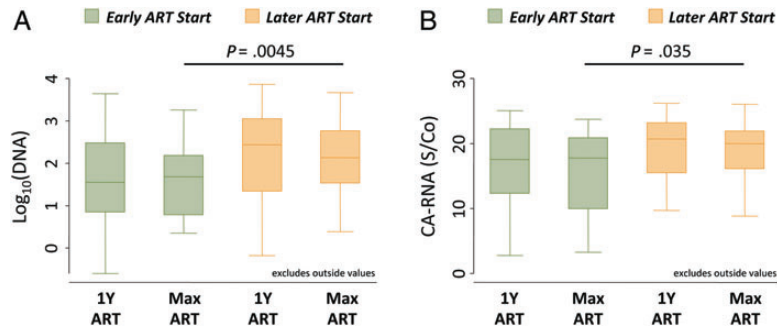 A
Early ART Start Later ART Start
P = .0045
Log10(DNA)
4
3
2
1
0
excludes outside values
1Y ART
Max ART
1Y ART
Max ART
B
Early ART Start Later ART Start
P = .035
CA-RNA (S/Co)
30
20
10
0
excludes outside values
1Y ART
Max ART
1Y ART
Max ART